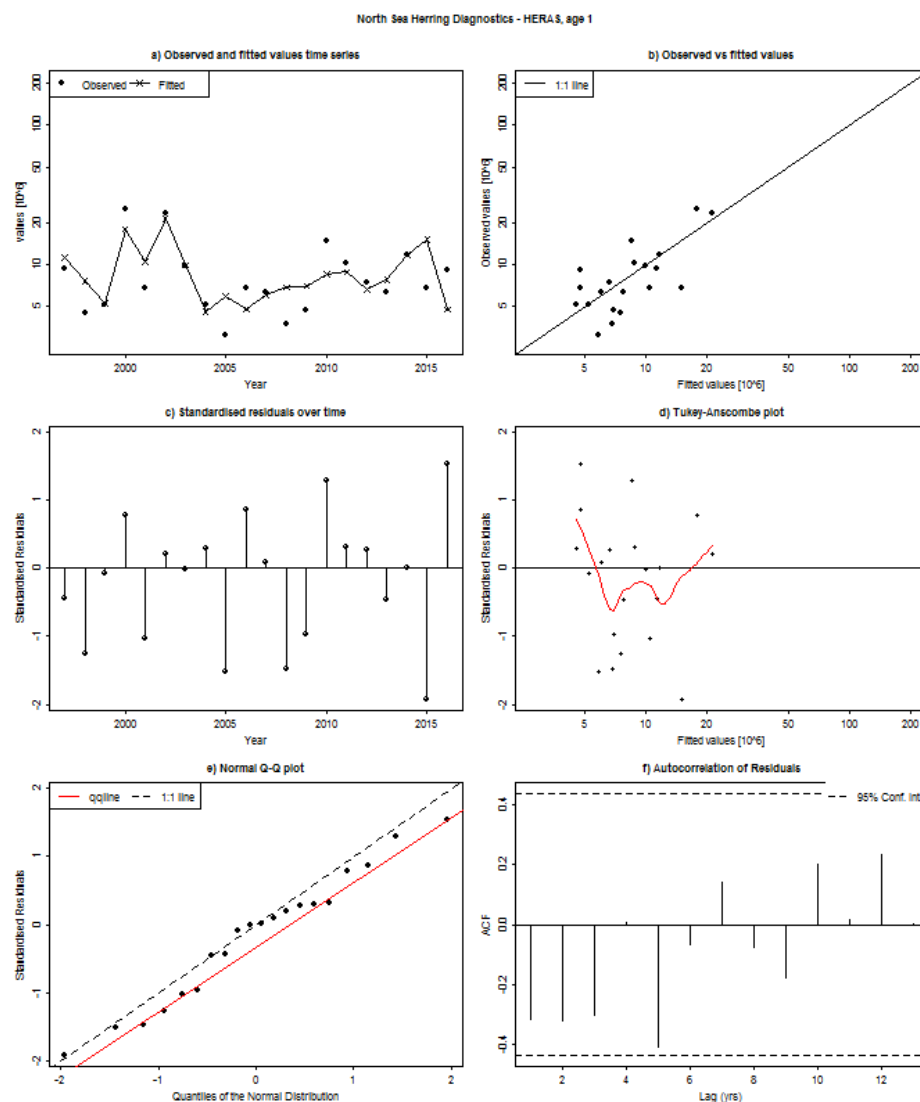 North Sea Herring Diagnostics - HERAS, age 1
a) Observed and fitted values time series
Observed
Fitted
values [10^6]
5 10 20 50 100 200
2000 2005 2010 2015
Year
b) Observed vs fitted values
1:1 line
Observed values [10^6]
5 10 20 50 100 200
5 10 20 50 100 200
Fitted values [10^6]
c) Standardised residuals over time
Standardised Residuals
-2 -1 0 1 2
2000 2005 2010 2015
Year
d) Tukey-Anscombe plot
Standardised Residuals
-2 -1 0 1 2
5 10 20 50 100 200
Fitted values [10^6]
e) Normal Q-Q plot
qqline
1:1 line
Standardised Residuals
-2 -1 0 1 2
-2 -1 0 1 2
Quantiles of the Normal Distribution
f) Autocorrelation of Residuals
95% Conf. Int
ACF
-0.4 -0.2 0.0 0.2 0.4
2 4 6 8 10 12
Lag (yrs)